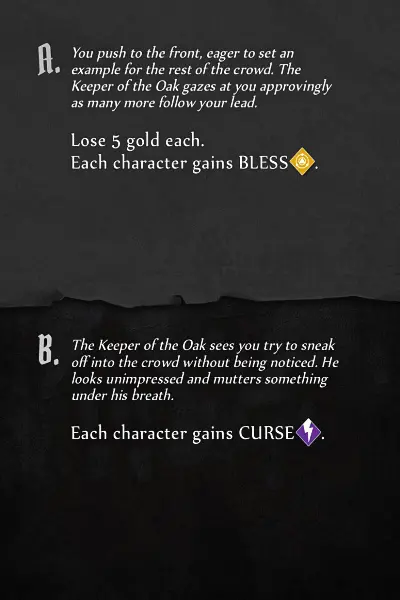 A.
You push to the front, eager to set an
example for the rest of the crowd. The
Keeper of the Oak gazes at you approvingly
as many more follow your lead.
Lose 5 gold each.
Each character gains BLESS.
B.
The Keeper of the Oak sees you try to sneak
off into the crowd without being noticed. He
looks unimpressed and mutters something
under his breath.
Each character gains CURSE.